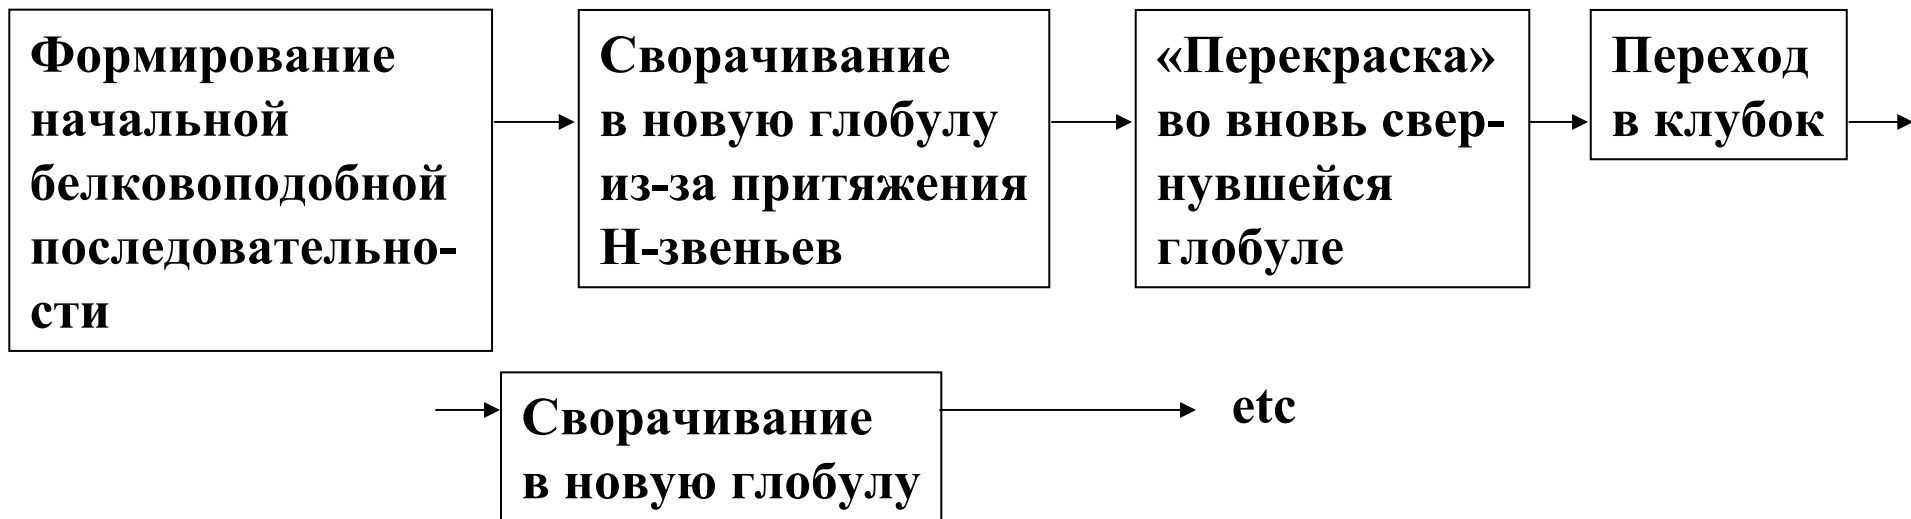 Формирование
начальной
белковоподобной
последовательно-
сти
Сворачивание
в новую глобулу
из-за притяжения
Н-звеньев
«Перекраска»
во вновь свер-
нувшейся
глобуле
Переход
в клубок
Сворачивание
в новую глобулу
etc